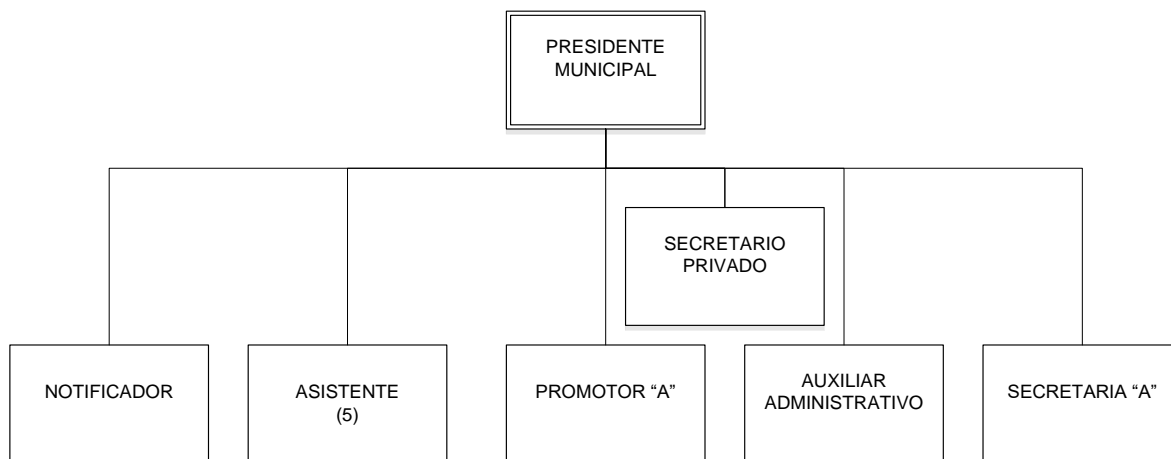 PRESIDENTE
MUNICIPAL
SECRETARIO
PRIVADO
NOTIFICADOR
ASISTENTE
(5)
PROMOTOR “A”
AUXILIAR
ADMINISTRATIVO
SECRETARIA “A”